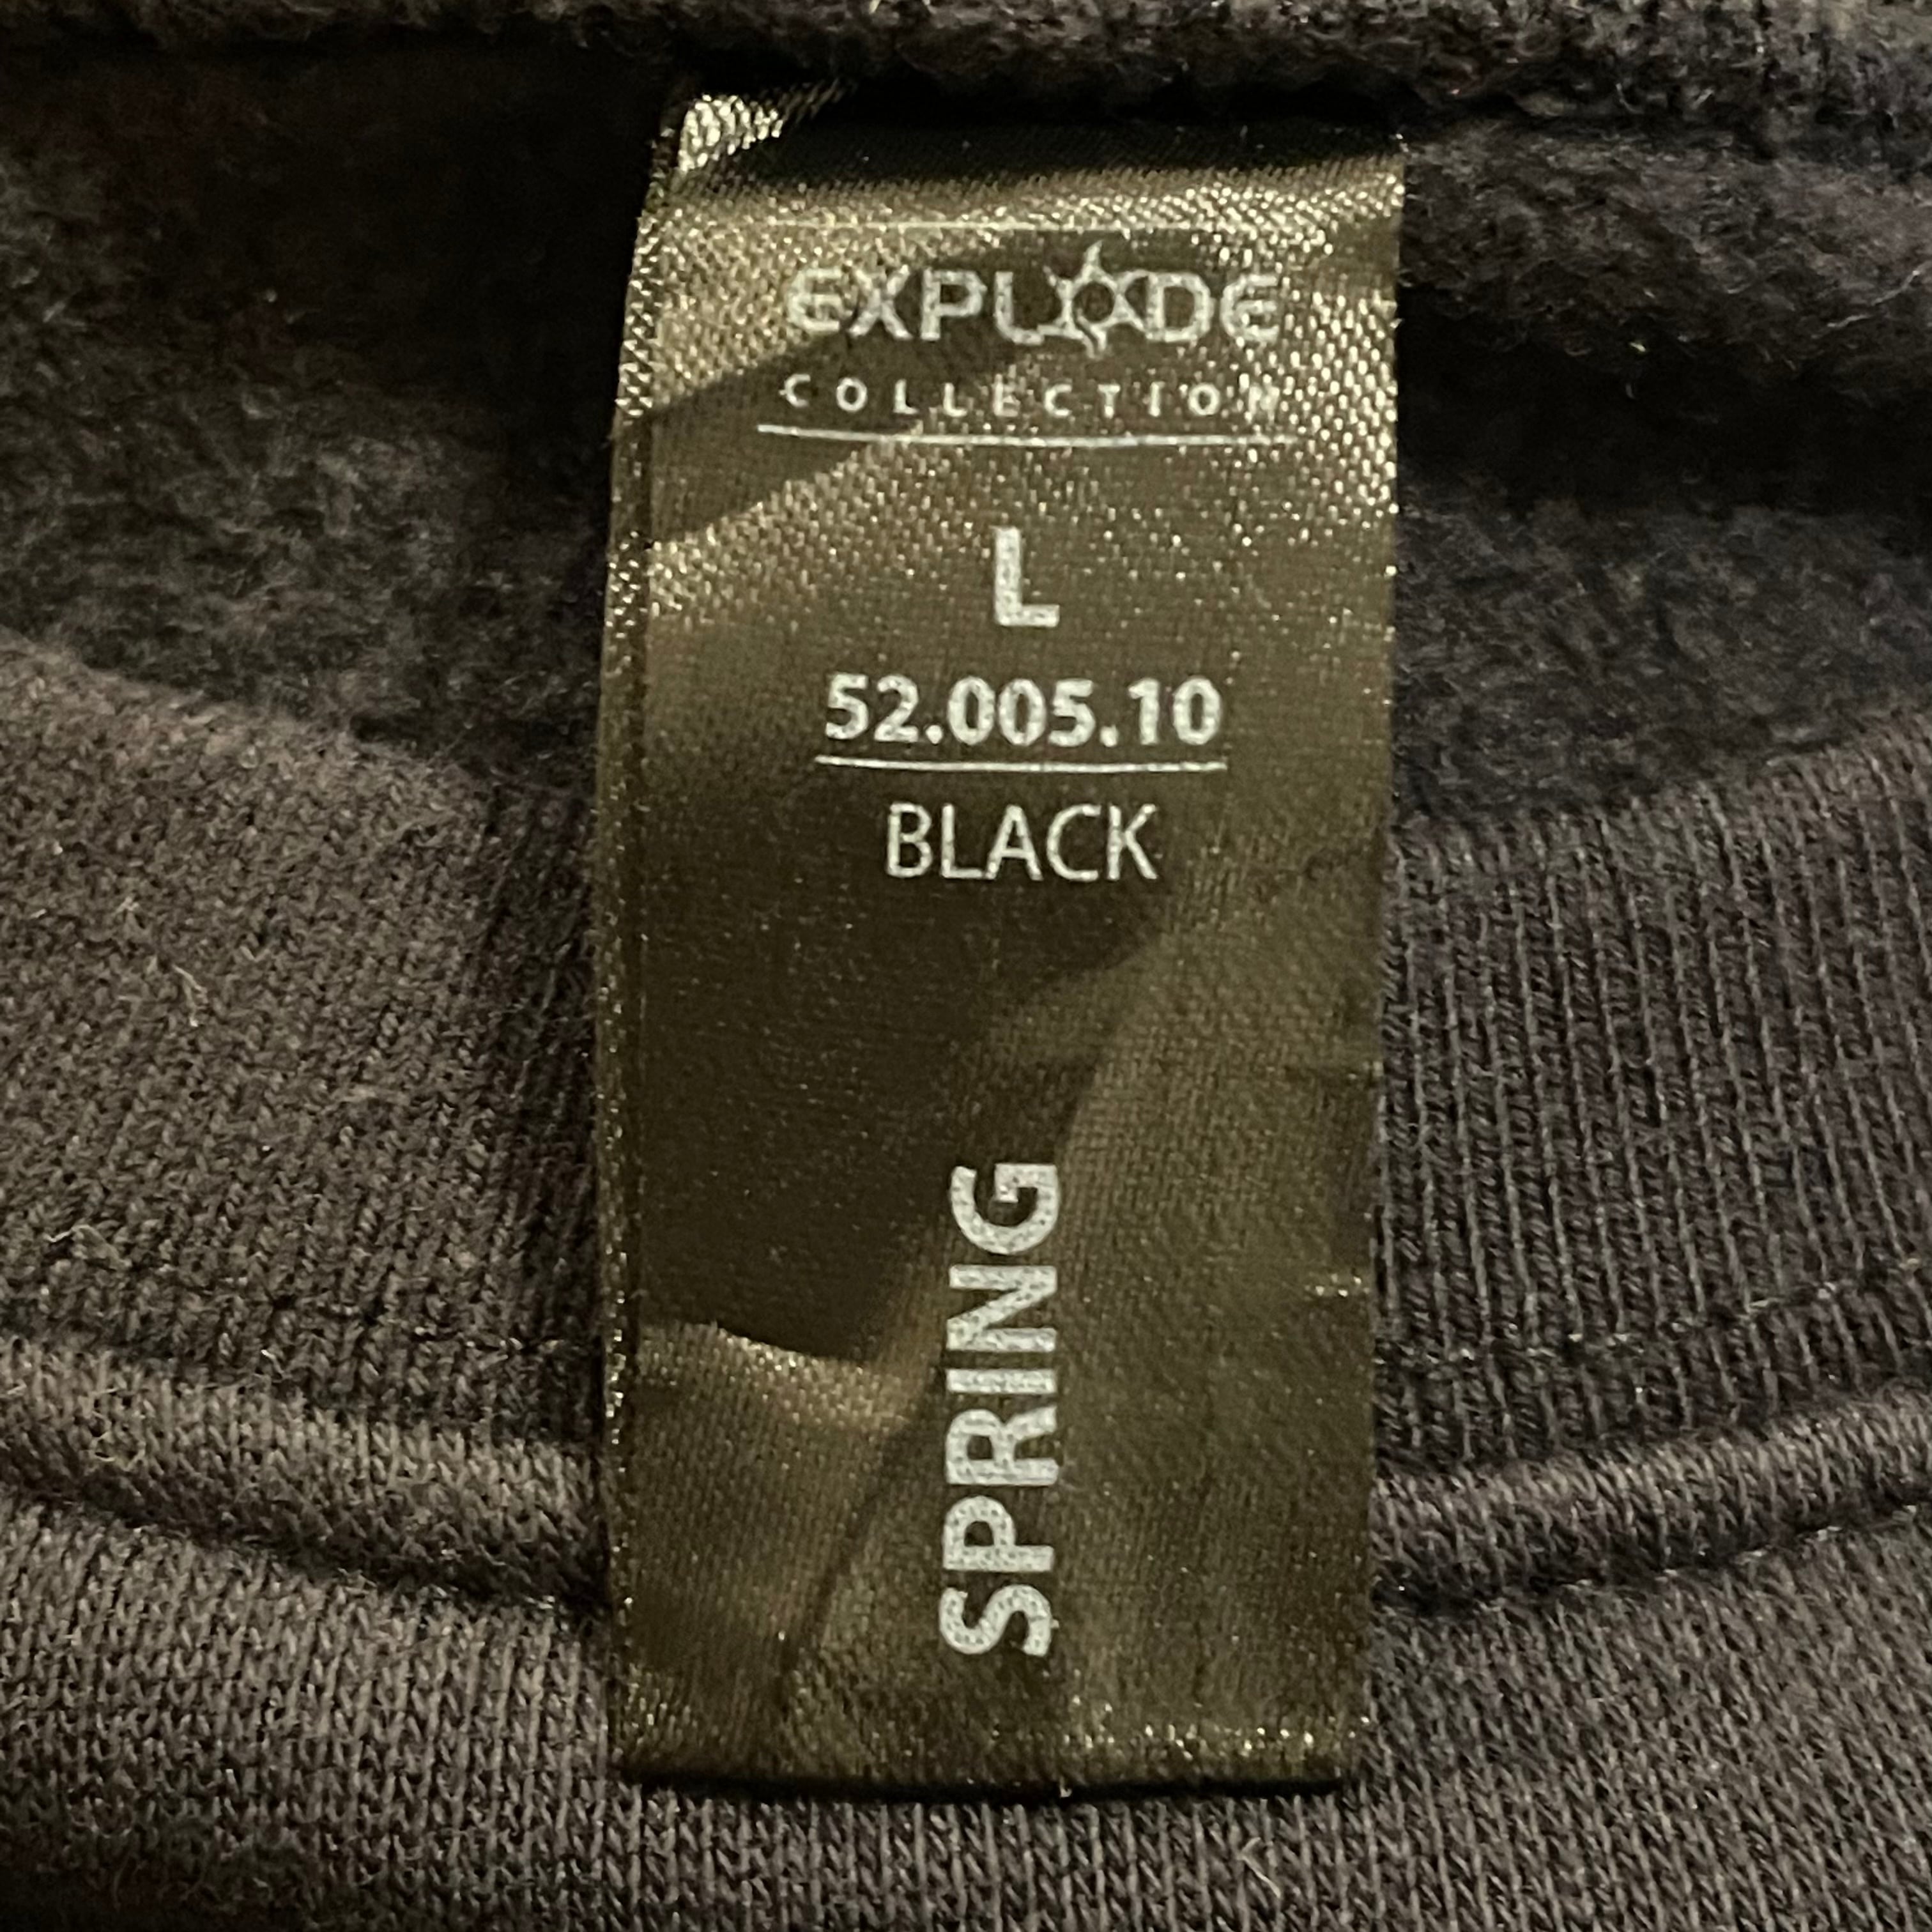 EXPLODE
COLLECTION
L
52.005.10
BLACK
SPRING